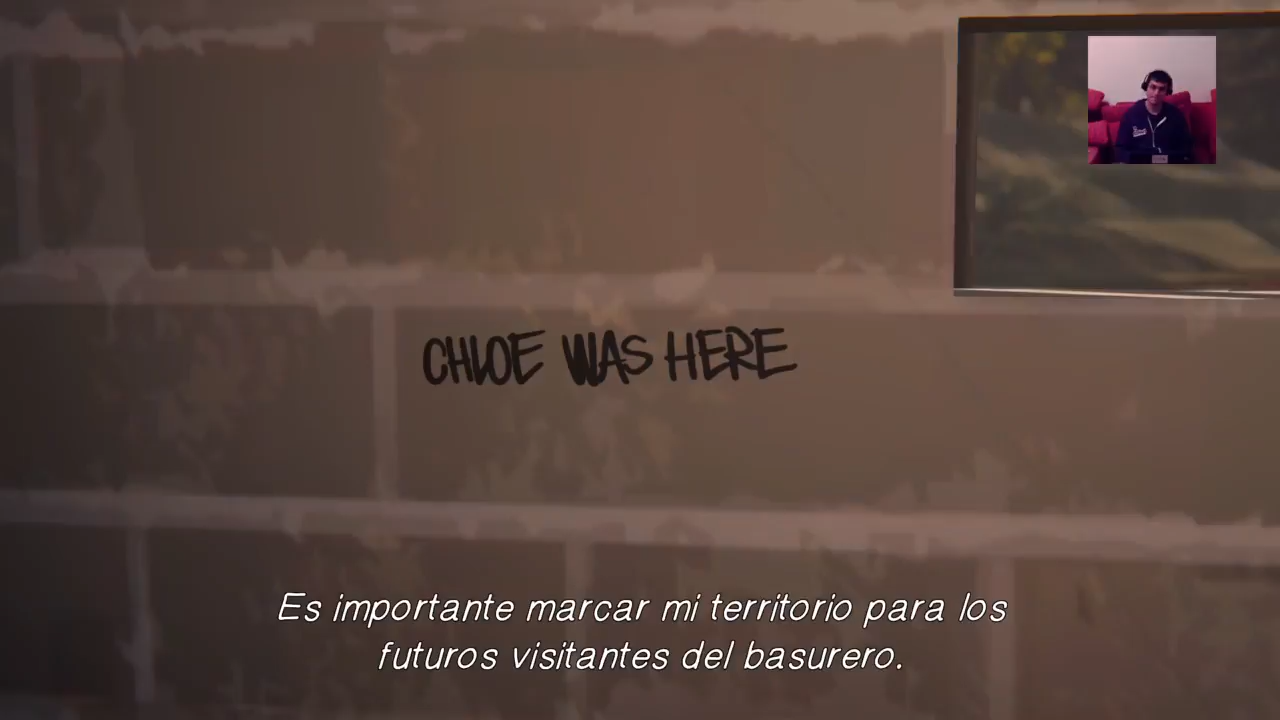 CHLOE WAS HERE
Es importante marcar mi territorio para los
futuros visitantes del basurero.